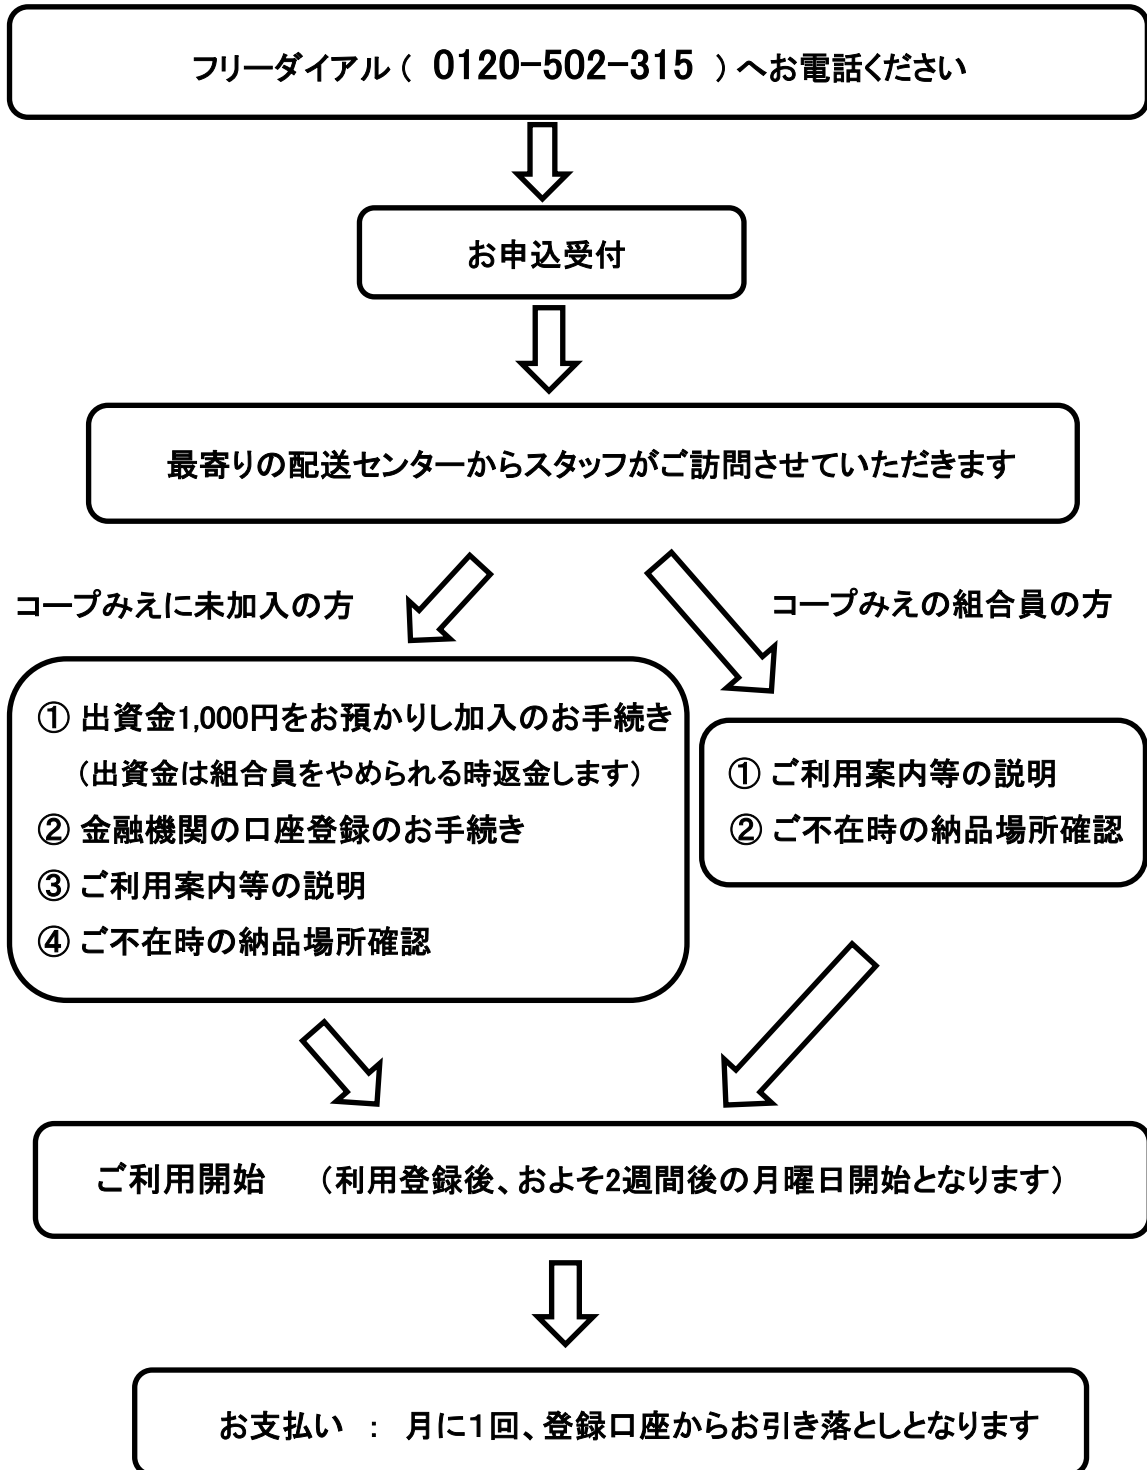 フリーダイアル（ 0120-502-315 ）へお電話ください
お申込受付
最寄りの配送センターからスタッフがご訪問させていただきます
コープみえに未加入の方
① 出資金1,000円をお預かりし加入のお手続き
（出資金は組合員をやめられる時返金します）
② 金融機関の口座登録のお手続き
③ ご利用案内等の説明
④ ご不在時の納品場所確認
コープみえの組合員の方
① ご利用案内等の説明
② ご不在時の納品場所確認
ご利用開始　（利用登録後、およそ2週間後の月曜日開始となります）
お支払い　：　月に１回、登録口座からお引き落としとなります